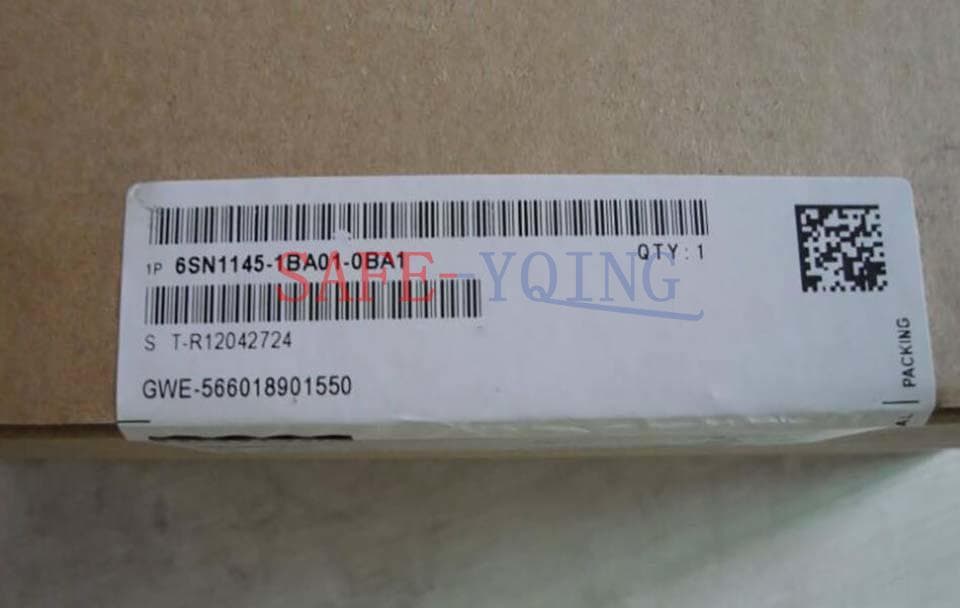 1P 6SN1145-1BA01-0BA1 QTY: 1
SAFE-YQING
S T-R12042724
GWE-566018901550
PACKING